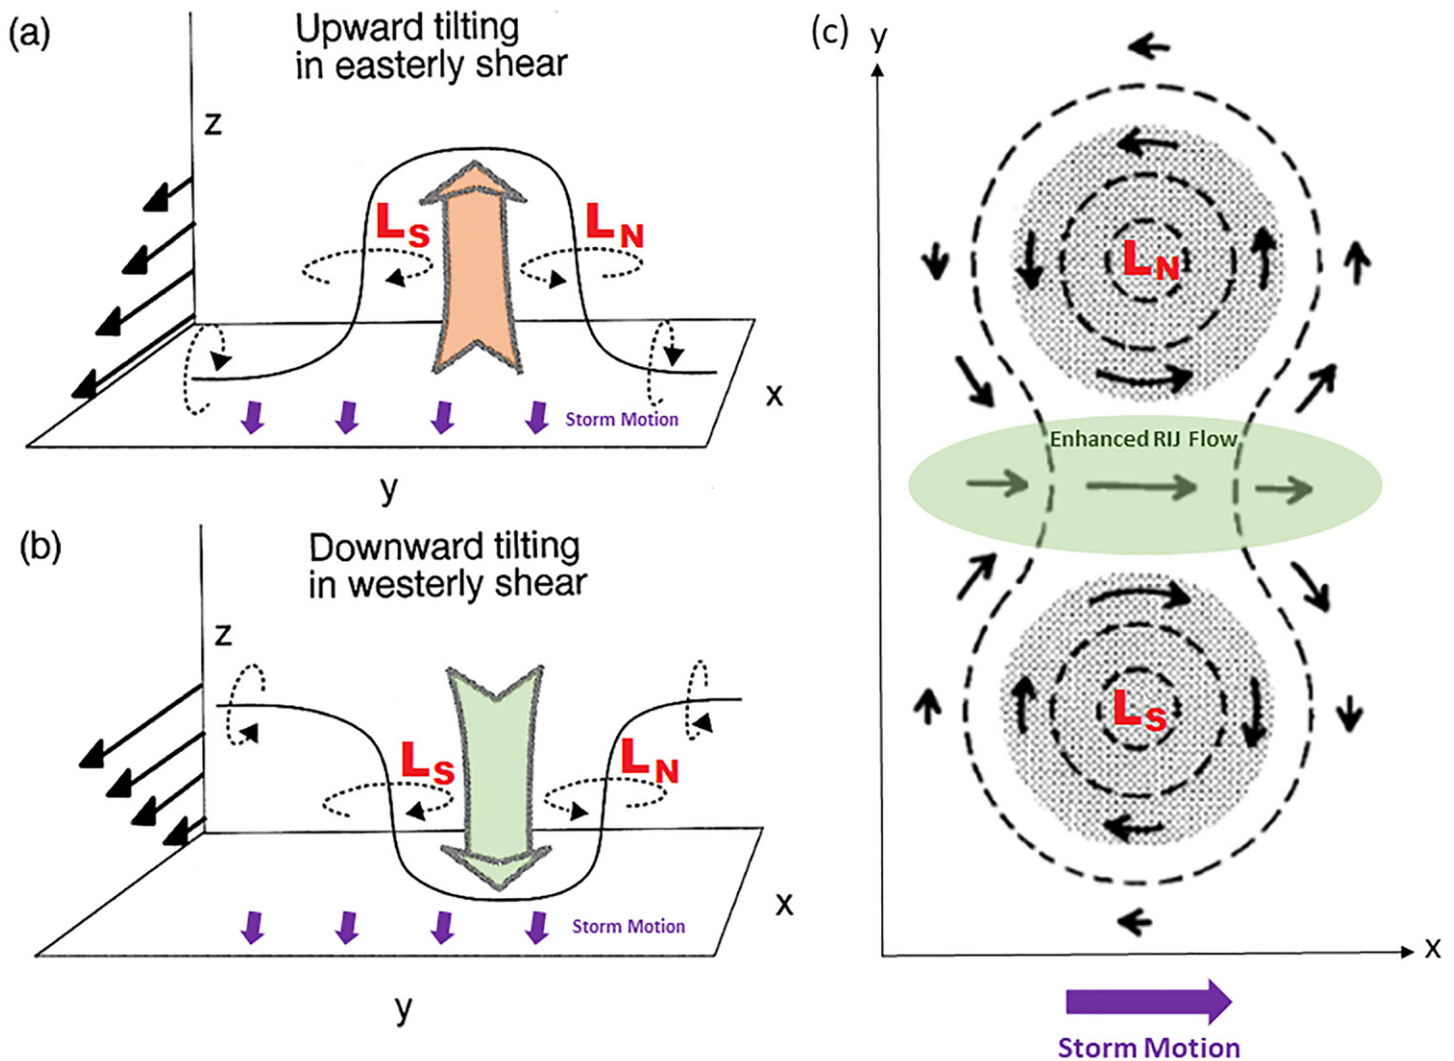 (a)
Upward tilting
in easterly shear
z
Ls
LN
x
Storm Motion
y
(b)
Downward tilting
in westerly shear
z
Ls
LN
x
Storm Motion
y
(c)
y
LN
Enhanced RIJ Flow
Ls
x
Storm Motion